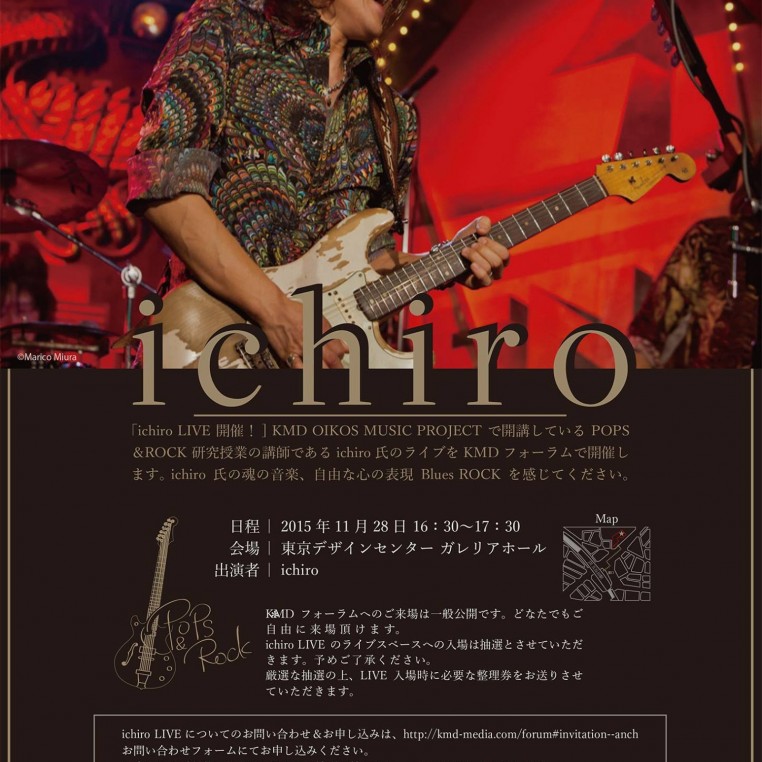 ©Marico Miura
ichiro
「ichiro LIVE 開催！］KMD OIKOS MUSIC PROJECT で開講している POPS
&ROCK 研究授業の講師である ichiro 氏のライブを KMD フォーラムで開催し
ます。ichiro 氏の魂の音楽、自由な心の表現 Blues ROCK を感じてください。
日程｜2015 年 11 月 28 日 16：30〜17：30
会場｜東京デザインセンター ガレリアホール
出演者｜ichiro
Map
PoPs
&
Rock
KMD フォーラムへのご来場は一般公開です。どなたでもご
自由に来場頂けます。
ichiro LIVE のライブスペースへの入場は抽選とさせていただ
きます。予めご了承ください。
厳選な抽選の上、LIVE 入場時に必要な整理券をお送りさせ
ていただきます。
ichiro LIVE についてのお問い合わせ＆お申し込みは、http://kmd-media.com/forum#invitation--anch
お問い合わせフォームにてお申し込みください。